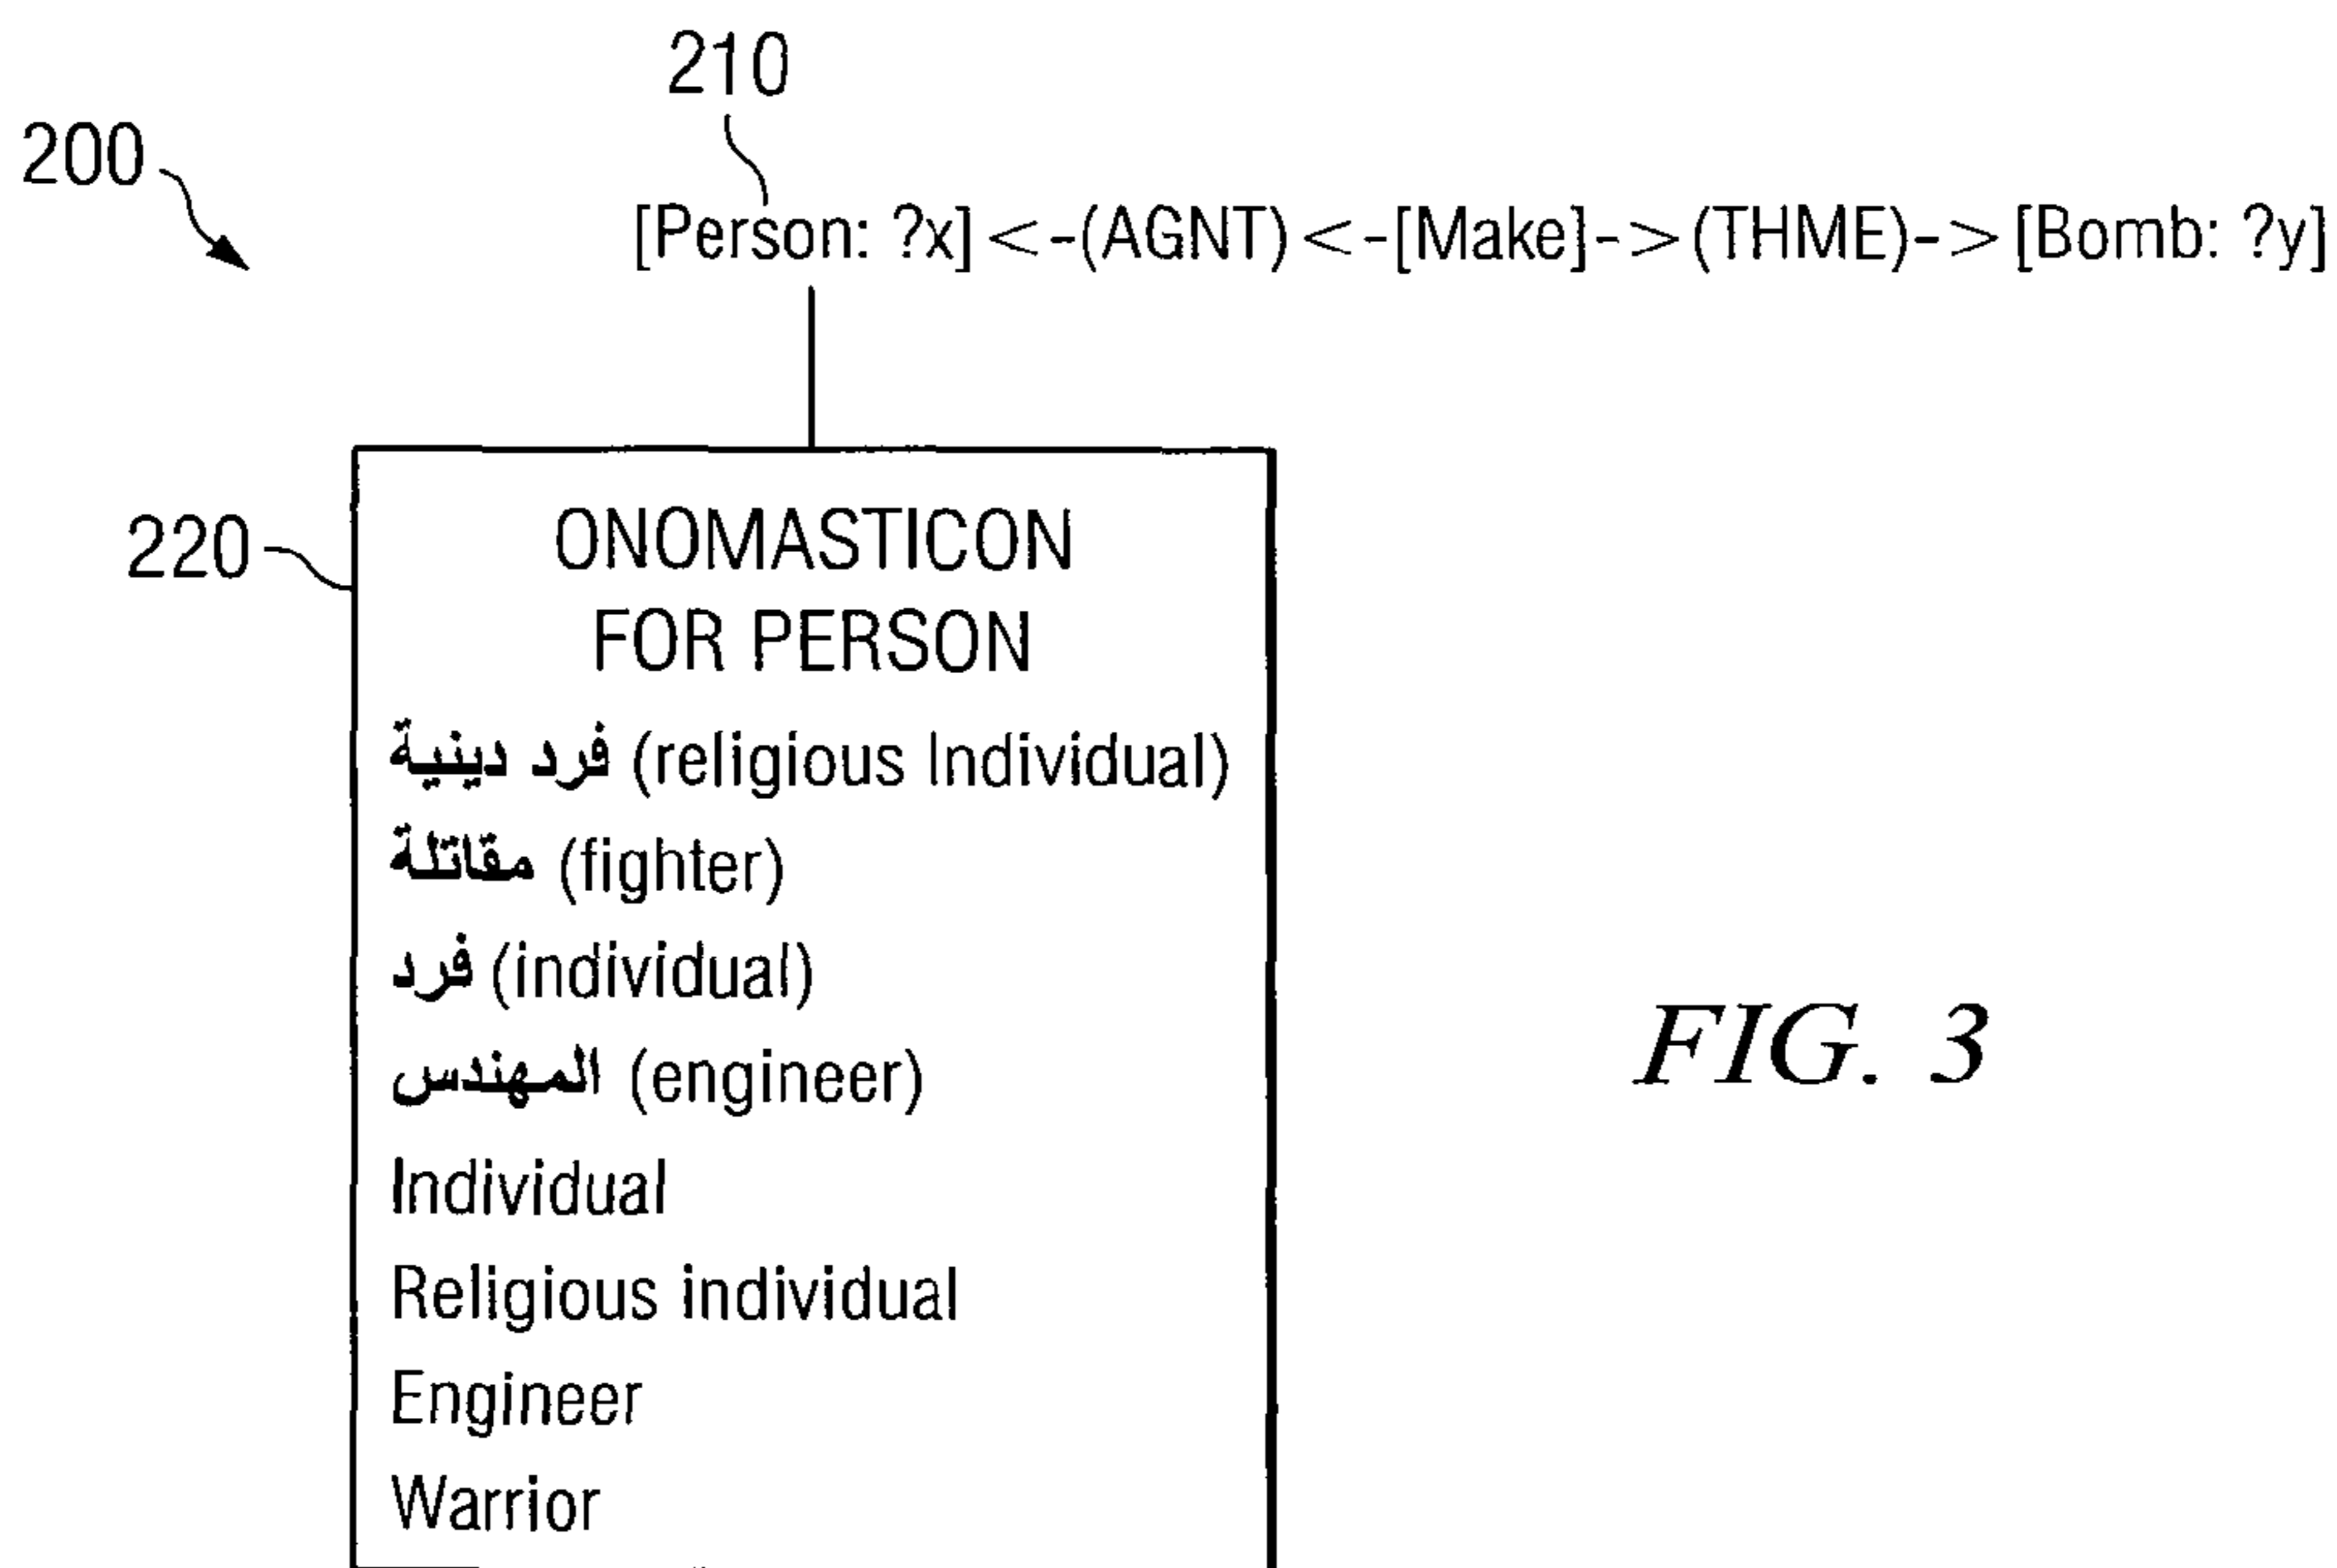 210
200
[Person: ?x]<-(AGNT)<-[Make]->(THME)->[Bomb: ?y]
220
ONOMASTICON
FOR PERSON
فرد دينية (religious Individual)
مقاتلة (fighter)
فرد (individual)
المهندس (engineer)
Individual
Religious individual
Engineer
Warrior
FIG. 3